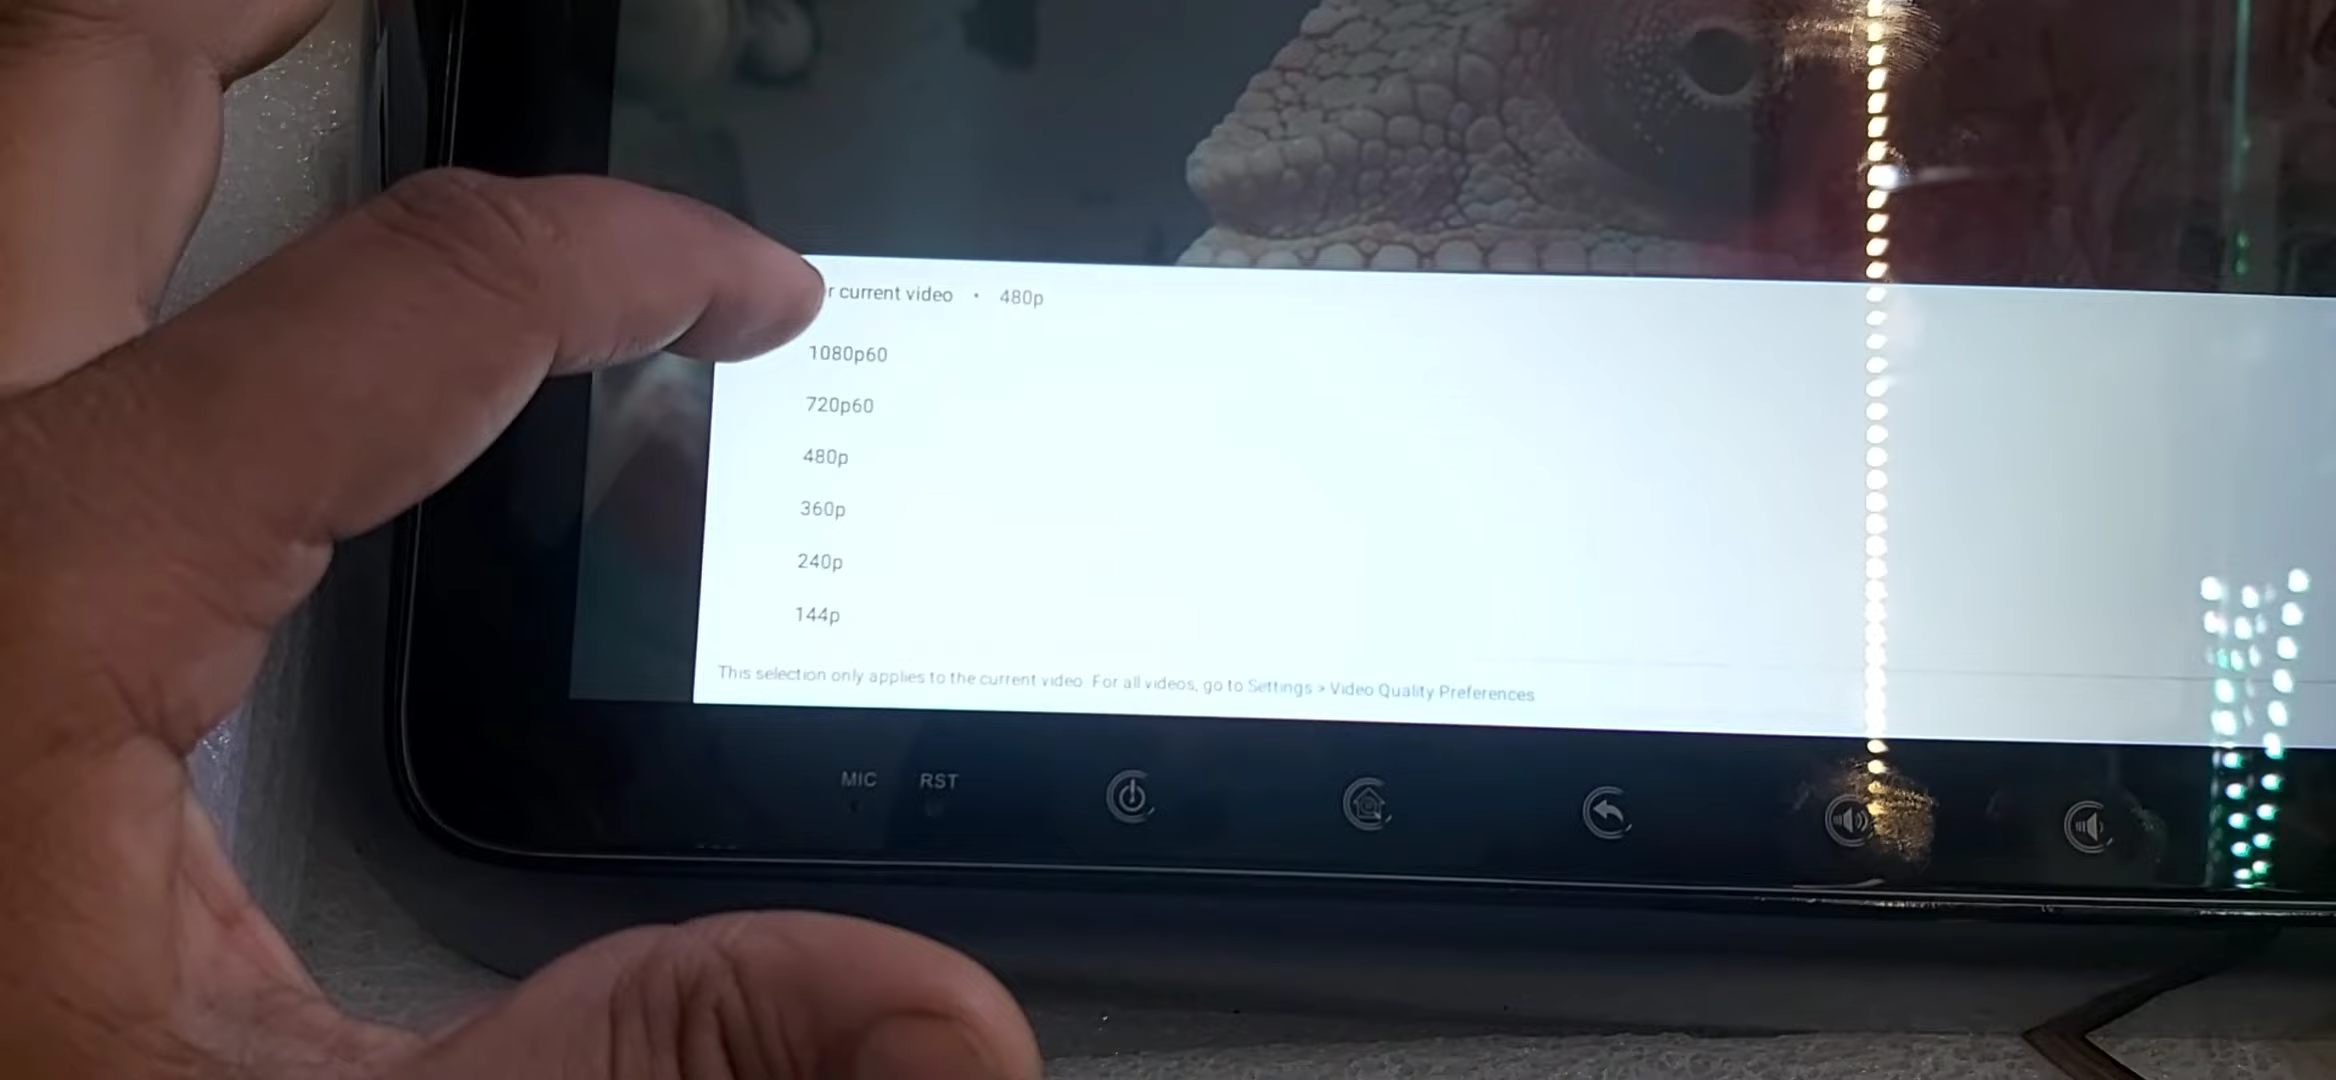 current video • 480p
1080p60
720p60
480p
360p
240p
144p
This selection only applies to the current video. For all videos, go to Settings > Video Quality Preferences
MIC RST